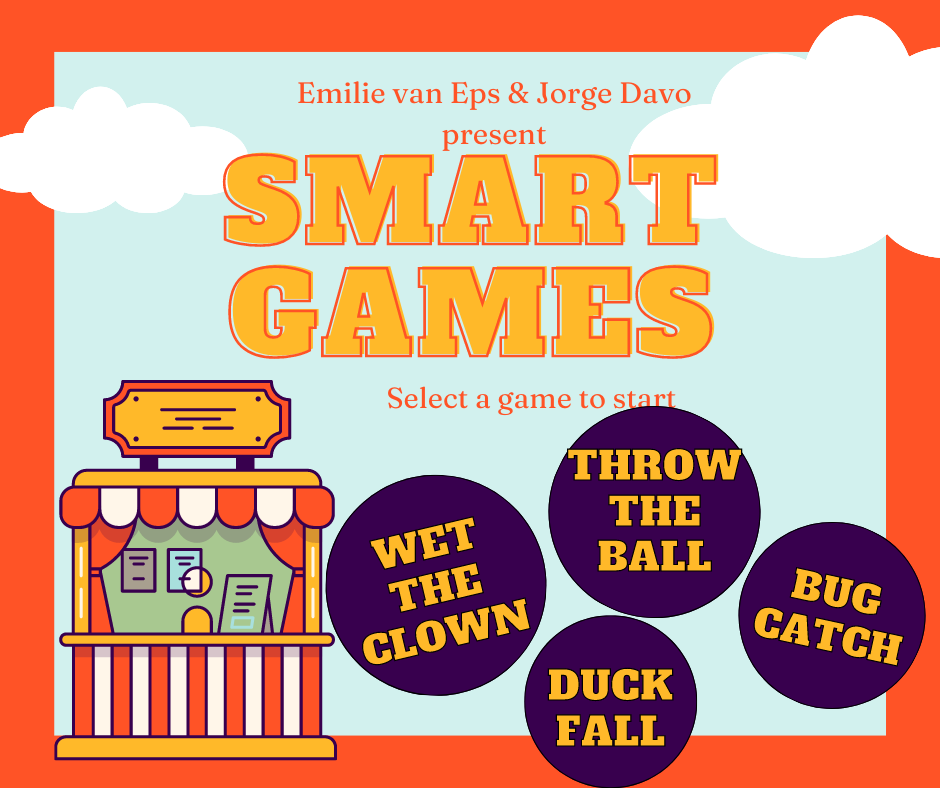 Emilie van Eps & Jorge Davo
present
SMART
GAMES
Select a game to start
WET
THE
CLOWN
THROW
THE
BALL
DUCK
FALL
BUG
CATCH